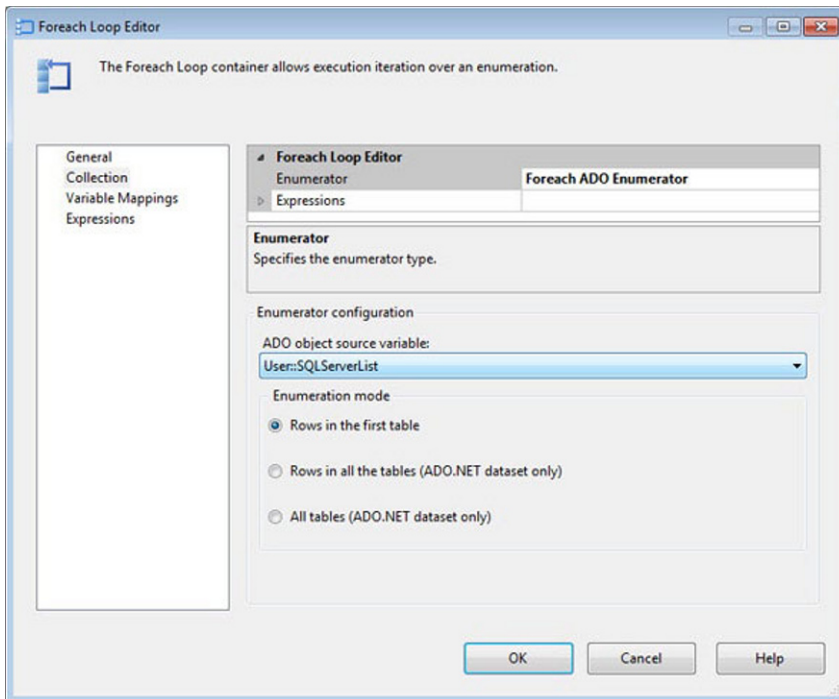 Foreach Loop Editor
The Foreach Loop container allows execution iteration over an enumeration.
General
Collection
Variable Mappings
Expressions
Foreach Loop Editor
Enumerator Foreach ADO Enumerator
Expressions
Enumerator
Specifies the enumerator type.
Enumerator configuration
ADO object source variable:
User::SQLServerList
Enumeration mode
Rows in the first table
Rows in all the tables (ADO.NET dataset only)
All tables (ADO.NET dataset only)
OK Cancel Help